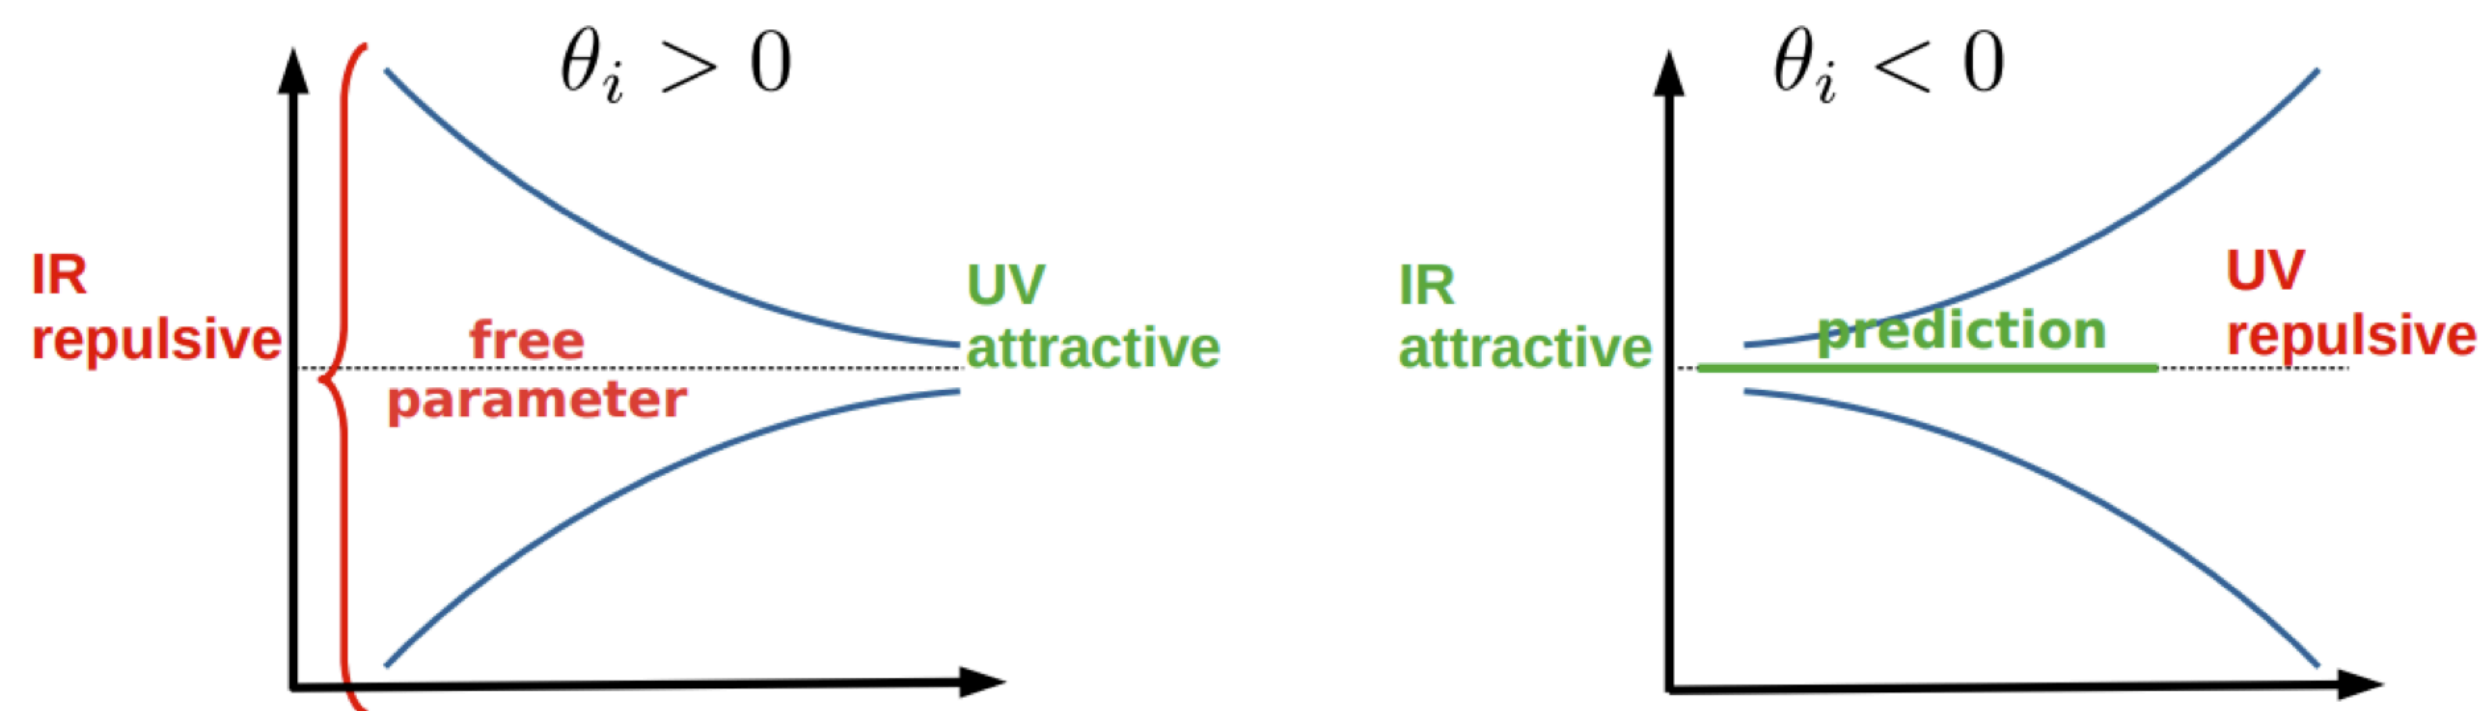 θᵢ > 0
IR
repulsive
free
parameter
UV
attractive
θᵢ < 0
IR
attractive
prediction
UV
repulsive